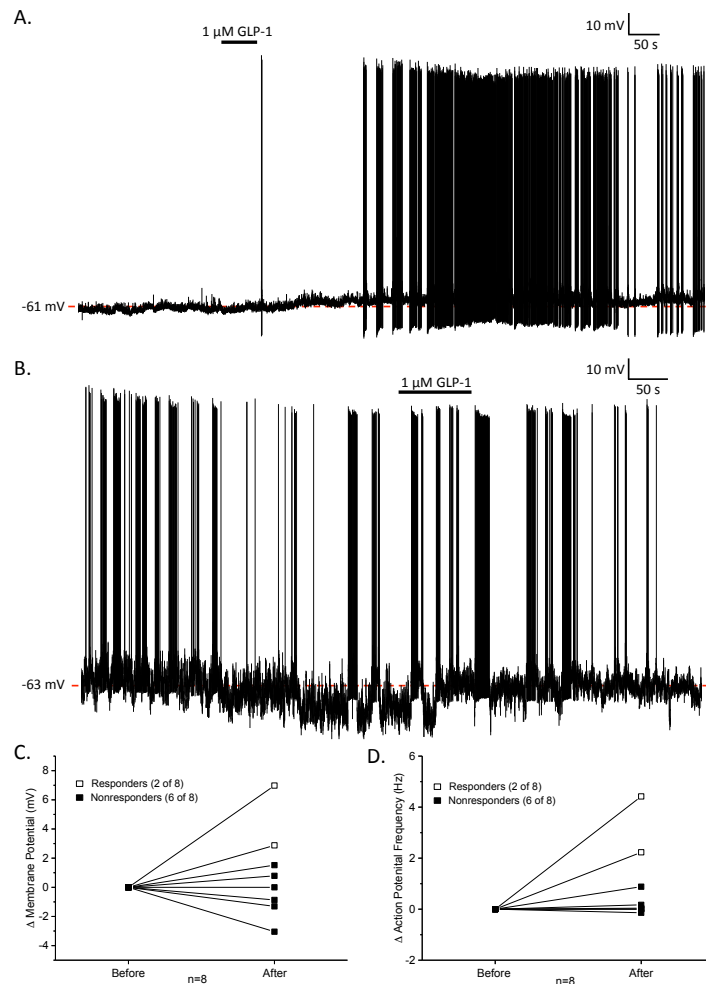 A.
1 μM GLP-1
10 mV
50 s
-61 mV
B.
1 μM GLP-1
10 mV
50 s
-63 mV
C.
Δ Membrane Potential (mV)
8
6
4
2
0
-2
-4
Responders (2 of 8)
Nonresponders (6 of 8)
Before
n=8
After
D.
Δ Action Potenital Frequency (Hz)
6
4
2
0
-2
Responders (2 of 8)
Nonresponders (6 of 8)
Before
n=8
After